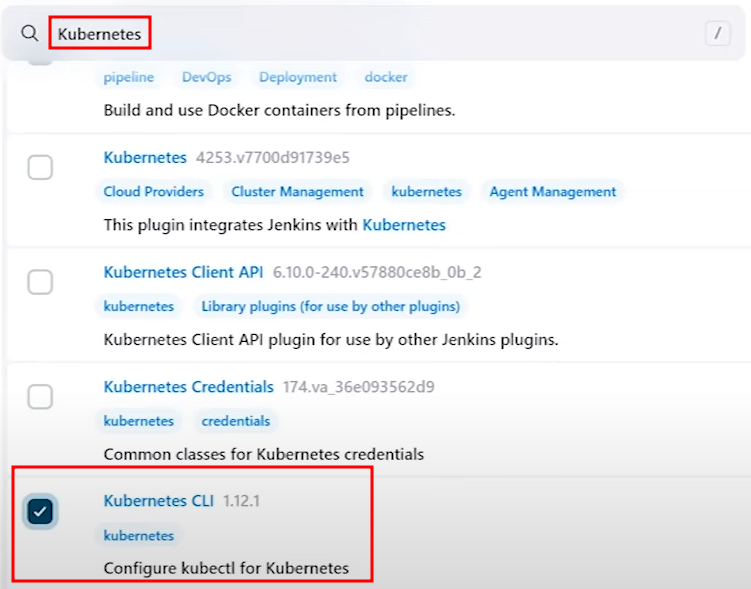 Kubernetes /
pipeline DevOps Deployment docker
Build and use Docker containers from pipelines.
Kubernetes 4253.v7700d91739e5
Cloud Providers Cluster Management kubernetes Agent Management
This plugin integrates Jenkins with Kubernetes
Kubernetes Client API 6.10.0-240.v57880ce8b_0b_2
kubernetes Library plugins (for use by other plugins)
Kubernetes Client API plugin for use by other Jenkins plugins.
Kubernetes Credentials 174.va_36e093562d9
kubernetes credentials
Common classes for Kubernetes credentials
Kubernetes CLI 1.12.1
kubernetes
Configure kubectl for Kubernetes